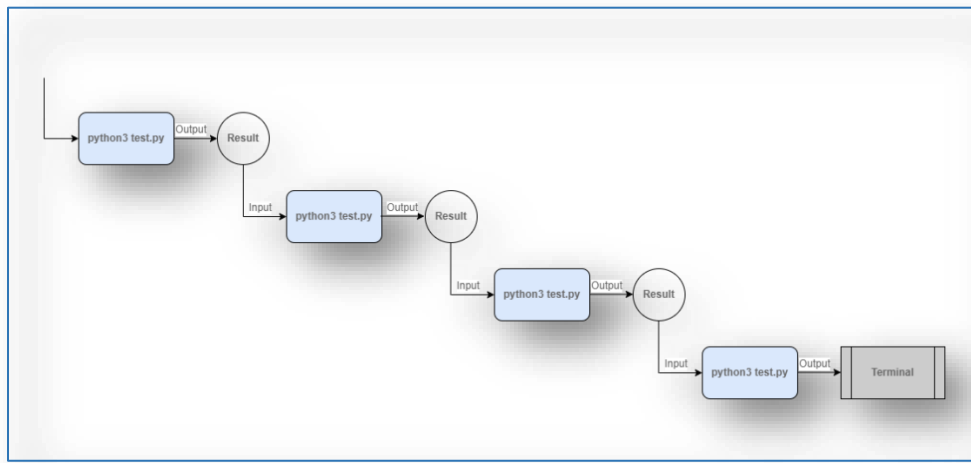 python3 test.py
Output
Result
Input
python3 test.py
Output
Result
Input
python3 test.py
Output
Result
Input
python3 test.py
Output
Terminal